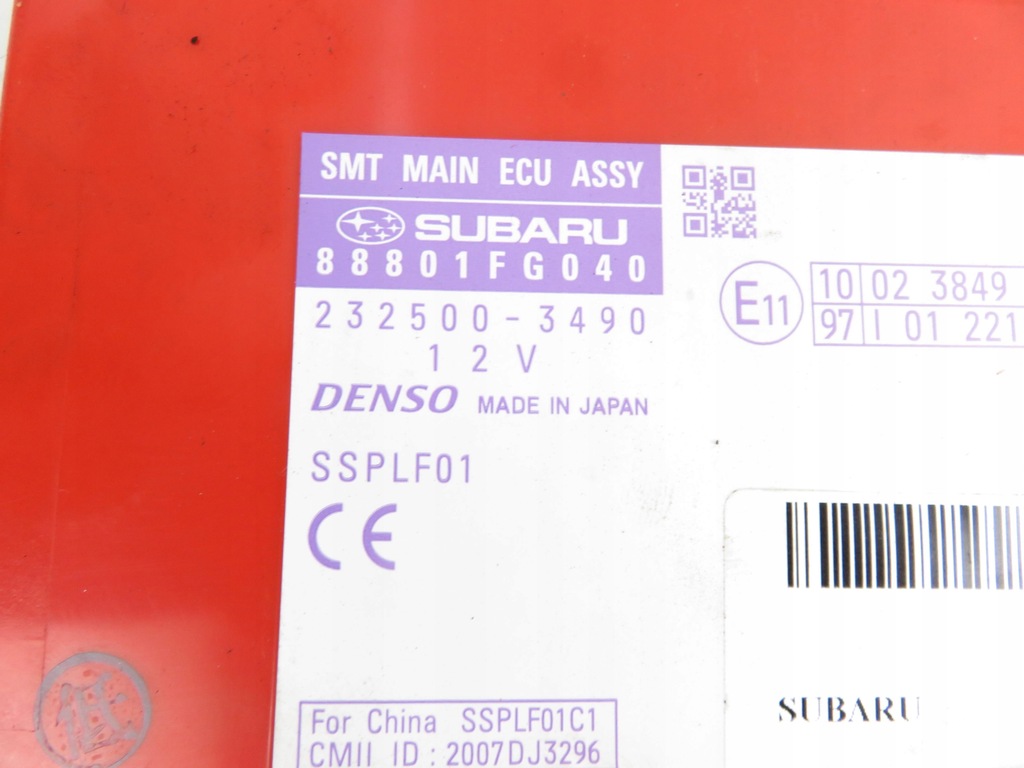 SMT MAIN ECU ASSY
SUBARU
88801FG040
232500-3490
12V
DENSO MADE IN JAPAN
SSPLF01
CE
E11
10 02 3849
97 I 01 221
SUBARU
For China SSPLF01C1
CMII ID : 2007DJ3296